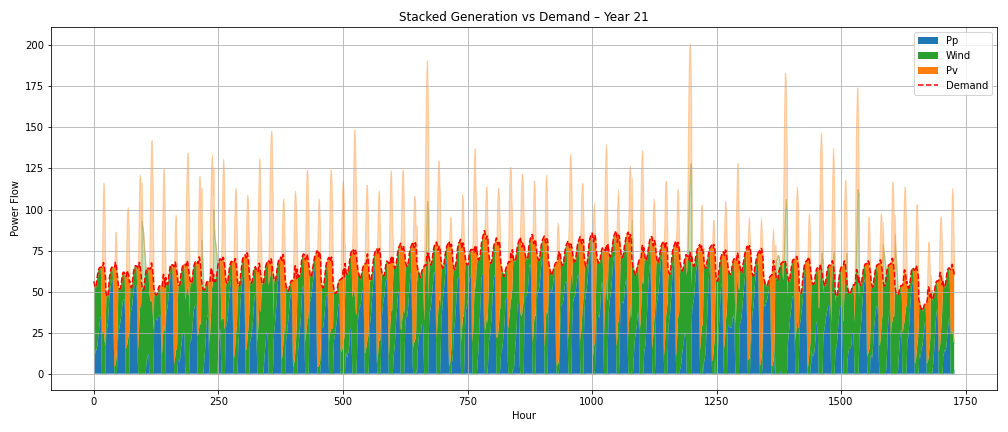 Stacked Generation vs Demand – Year 21
Power Flow
200
175
150
125
100
75
50
25
0
0 250 500 750 1000 1250 1500 1750
Hour
Pp
Wind
Pv
Demand